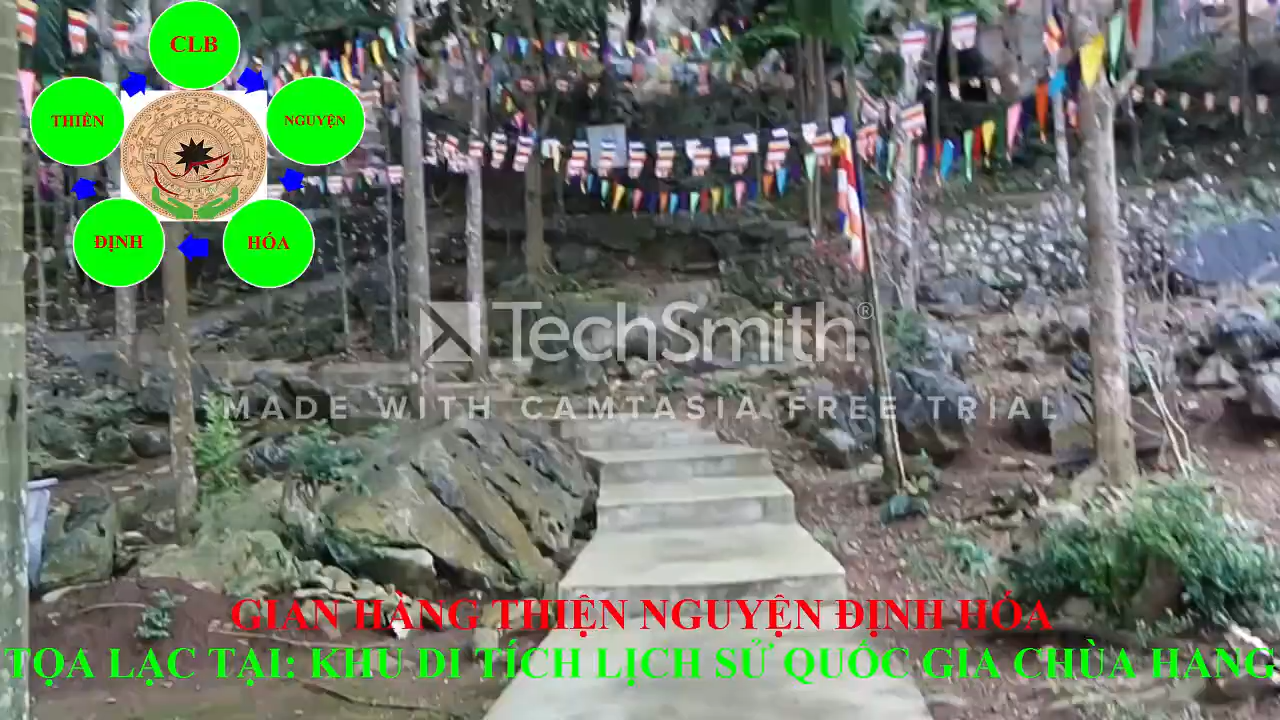 CLB
THIÊN
NGUYỆN
ĐỊNH
HÓA
TechSmith®
MADE WITH CAMTASIA FREE TRIAL
GIAN HÀNG THIỆN NGUYỆN ĐỊNH HÓA
TỌA LẠC TẠI: KHU DI TÍCH LỊCH SỬ QUỐC GIA CHÙA HANG